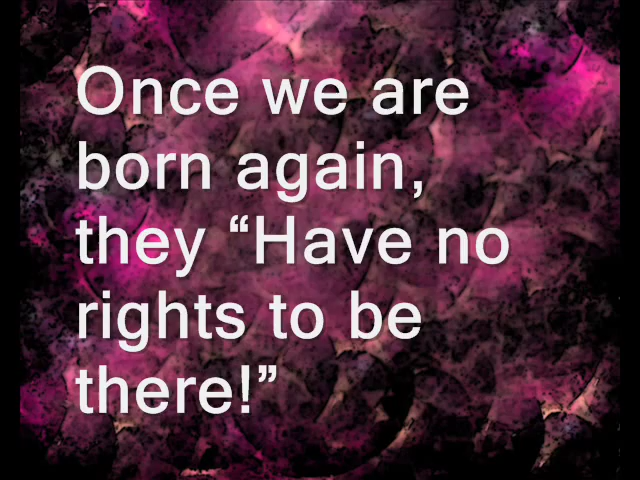 Once we are
born again,
they “Have no
rights to be
there!”